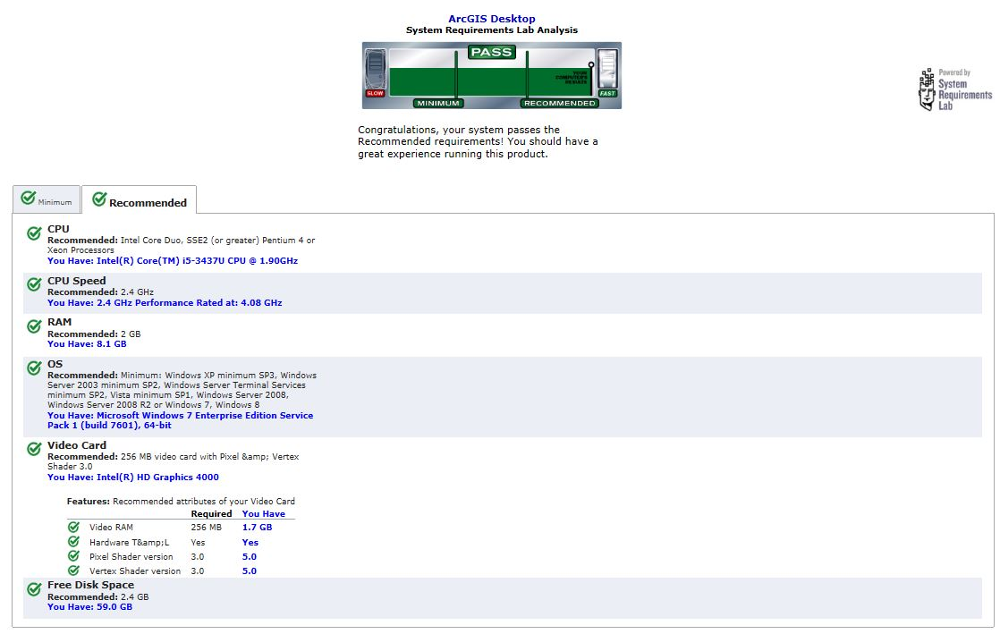 ArcGIS Desktop
System Requirements Lab Analysis
PASS
YOUR
COMPUTER'S
RESULTS
SLOW
FAST
MINIMUM
RECOMMENDED
Powered by
System
Requirements
Lab
Congratulations, your system passes the
Recommended requirements! You should have a
great experience running this product.
Minimum
Recommended
CPU
Recommended: Intel Core Duo, SSE2 (or greater) Pentium 4 or
Xeon Processors
You Have: Intel(R) Core(TM) i5-3437U CPU @ 1.90GHz
CPU Speed
Recommended: 2.4 GHz
You Have: 2.4 GHz Performance Rated at: 4.08 GHz
RAM
Recommended: 2 GB
You Have: 8.1 GB
OS
Recommended: Minimum: Windows XP minimum SP3, Windows
Server 2003 minimum SP2, Windows Server Terminal Services
minimum SP2, Vista minimum SP1, Windows Server 2008,
Windows Server 2008 R2 or Windows 7, Windows 8
You Have: Microsoft Windows 7 Enterprise Edition Service
Pack 1 (build 7601), 64-bit
Video Card
Recommended: 256 MB video card with Pixel &amp; Vertex
Shader 3.0
You Have: Intel(R) HD Graphics 4000
Features: Recommended attributes of your Video Card
Required You Have
Video RAM 256 MB 1.7 GB
Hardware T&amp;L Yes Yes
Pixel Shader version 3.0 5.0
Vertex Shader version 3.0 5.0
Free Disk Space
Recommended: 2.4 GB
You Have: 59.0 GB